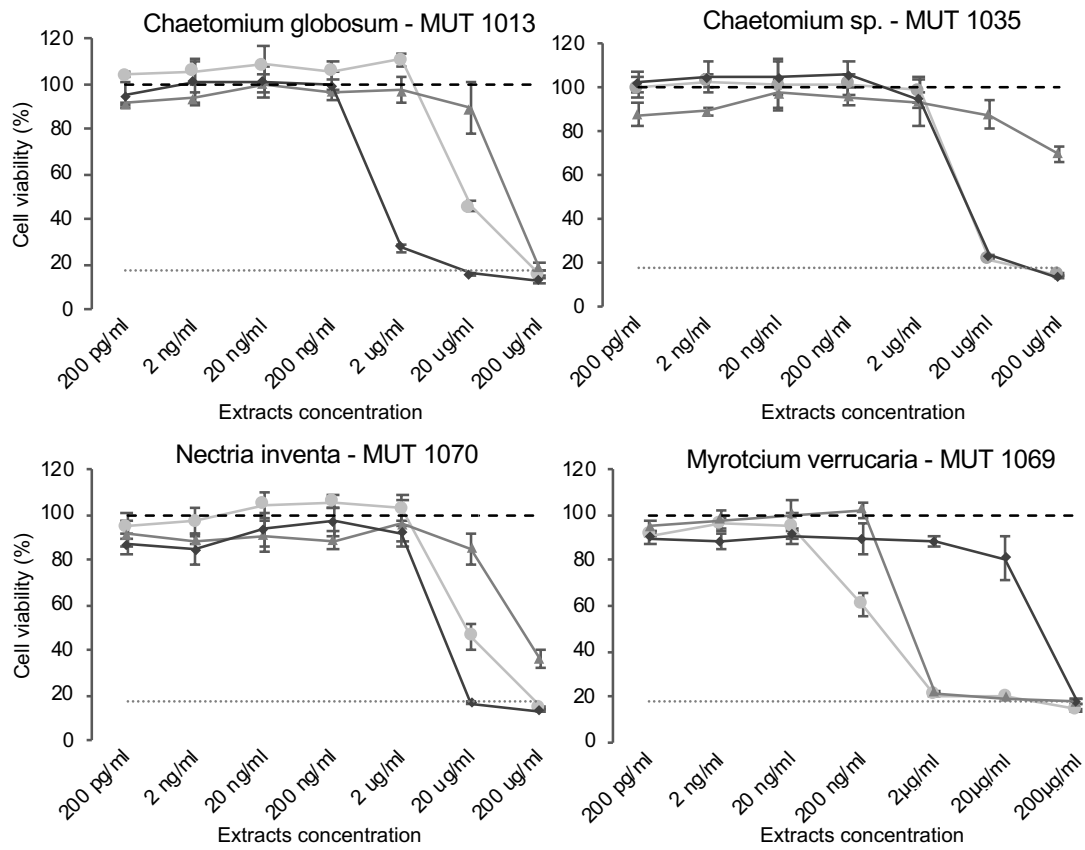 Chaetomium globosum - MUT 1013
Cell viability (%)
120
100
80
60
40
20
0
200 pg/ml
2 ng/ml
20 ng/ml
200 ng/ml
2 ug/ml
20 ug/ml
200 ug/ml
Extracts concentration
Chaetomium sp. - MUT 1035
120
100
80
60
40
20
0
200 pg/ml
2 ng/ml
20 ng/ml
200 ng/ml
2 ug/ml
20 ug/ml
200 ug/ml
Extracts concentration
Nectria inventa - MUT 1070
Cell viability (%)
120
100
80
60
40
20
0
200 pg/ml
2 ng/ml
20 ng/ml
200 ng/ml
2 ug/ml
20 ug/ml
200 ug/ml
Extracts concentration
Myrotcium verrucaria - MUT 1069
120
100
80
60
40
20
0
200 pg/ml
2 ng/ml
20 ng/ml
200 ng/ml
2µg/ml
20µg/ml
200µg/ml
Extracts concentration